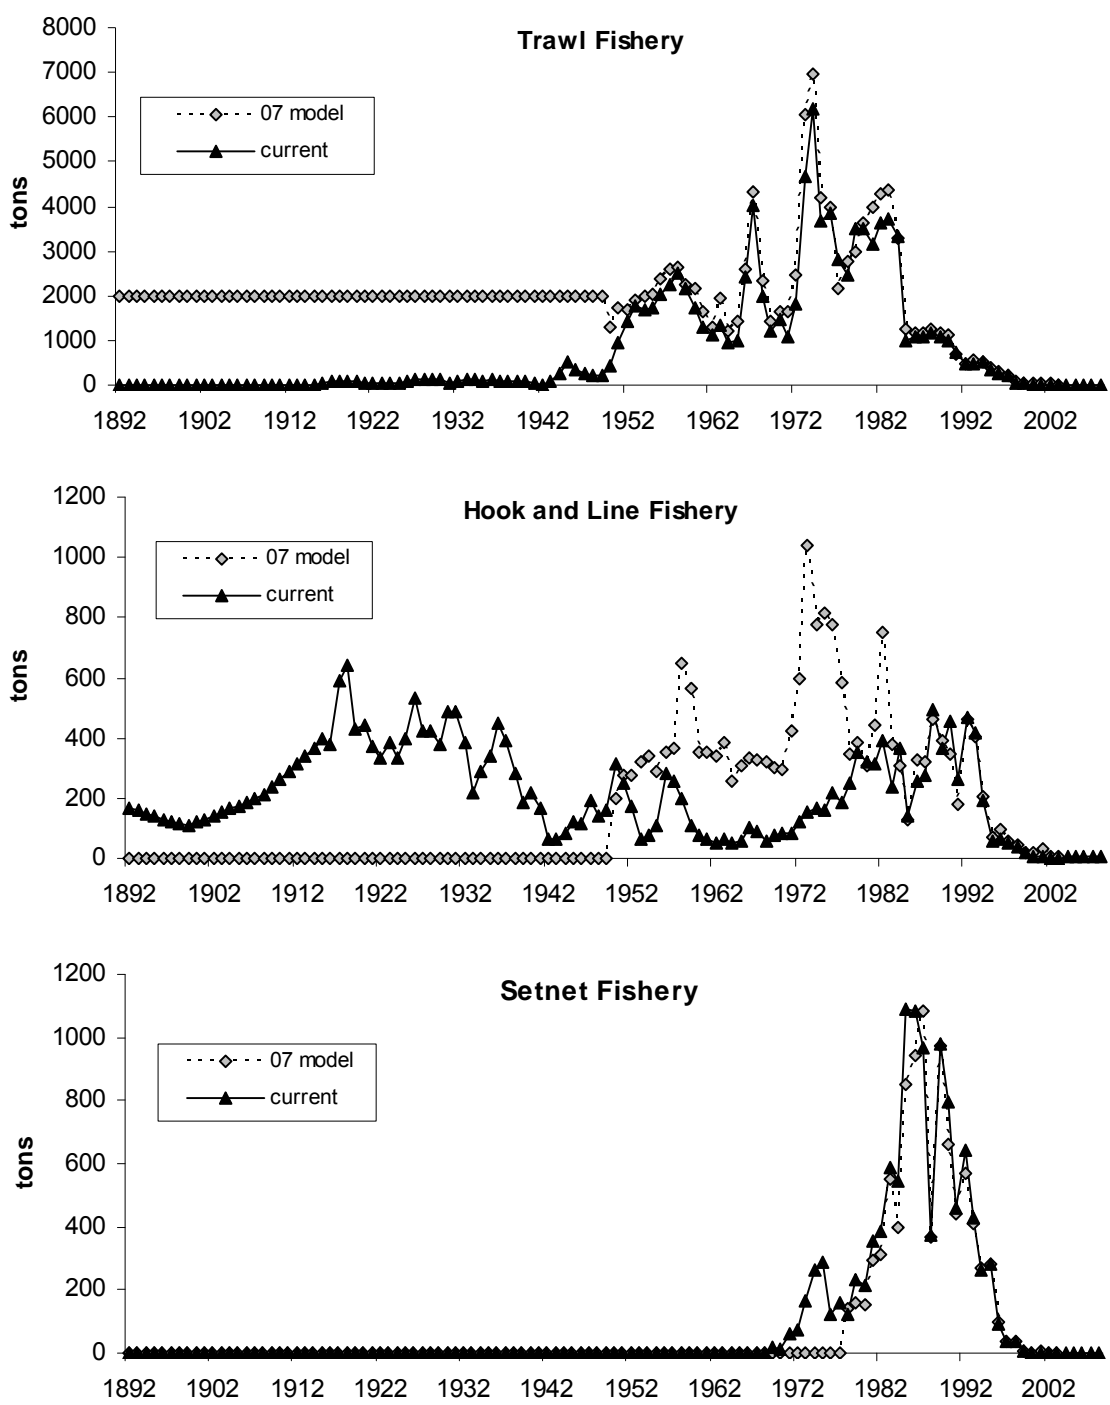 Trawl Fishery
8000
7000
6000
5000
4000
3000
2000
1000
0
tons
07 model
current
1892 1902 1912 1922 1932 1942 1952 1962 1972 1982 1992 2002
Hook and Line Fishery
1200
1000
800
600
400
200
0
tons
07 model
current
1892 1902 1912 1922 1932 1942 1952 1962 1972 1982 1992 2002
Setnet Fishery
1200
1000
800
600
400
200
0
tons
07 model
current
1892 1902 1912 1922 1932 1942 1952 1962 1972 1982 1992 2002